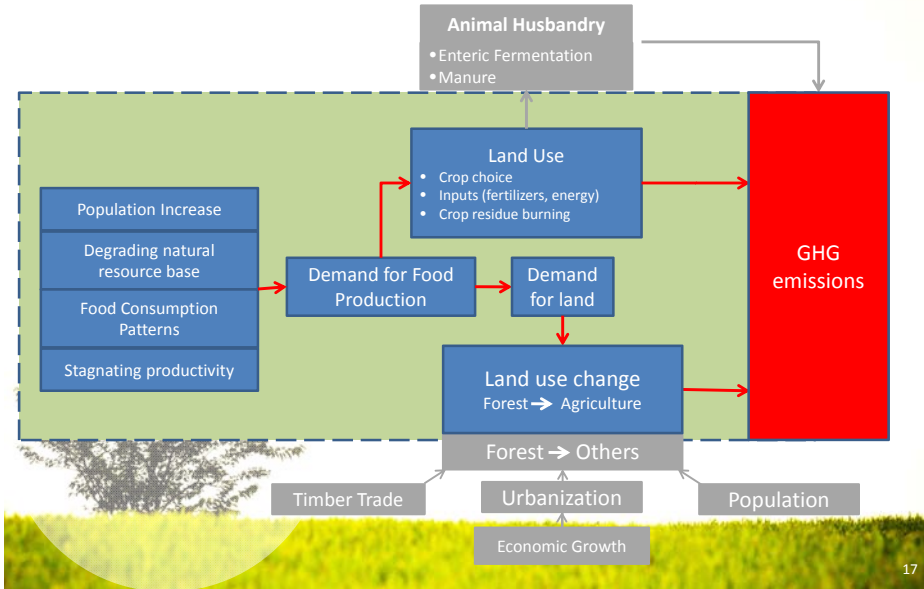 Animal Husbandry
•Enteric Fermentation
•Manure
Land Use
• Crop choice
• Inputs (fertilizers, energy)
• Crop residue burning
Population Increase
Degrading natural
resource base
Food Consumption
Patterns
Stagnating productivity
Demand for Food
Production
Demand
for land
GHG
emissions
Land use change
Forest → Agriculture
Forest → Others
Timber Trade
Urbanization
Population
Economic Growth
17